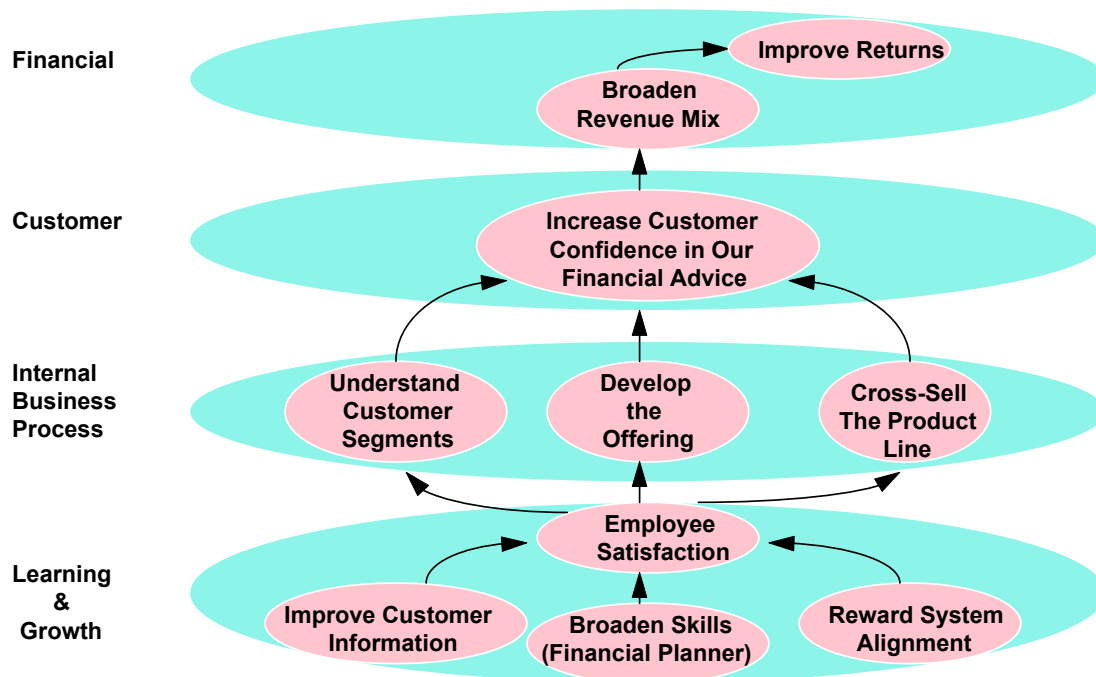 Financial
Improve Returns
Broaden
Revenue Mix
Customer
Increase Customer
Confidence in Our
Financial Advice
Internal
Business
Process
Understand
Customer
Segments
Develop
the
Offering
Cross-Sell
The Product
Line
Employee
Satisfaction
Learning
&
Growth
Improve Customer
Information
Broaden Skills
(Financial Planner)
Reward System
Alignment